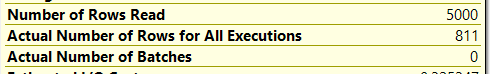 Number of Rows Read 5000
Actual Number of Rows for All Executions 811
Actual Number of Batches 0